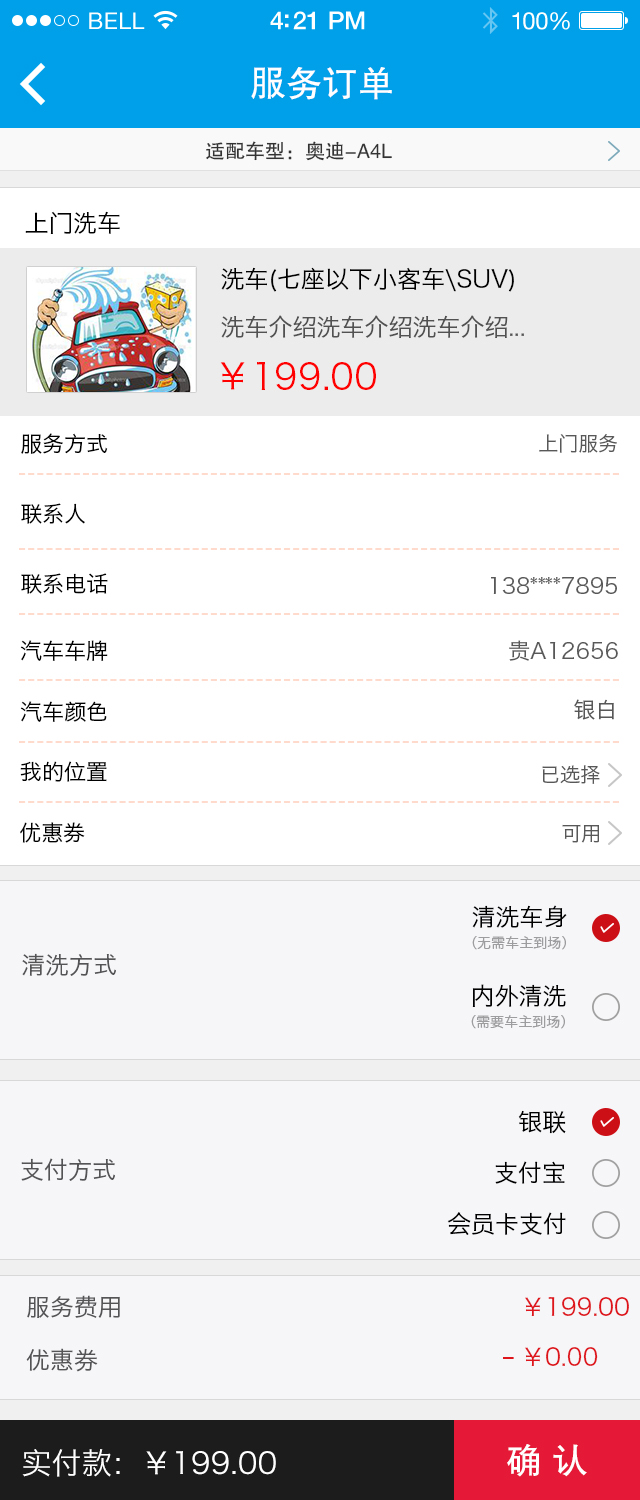 BELL 4:21 PM 100%
服务订单
适配车型：奥迪-A4L
上门洗车
洗车(七座以下小客车\SUV)
洗车介绍洗车介绍洗车介绍...
￥199.00
服务方式 上门服务
联系人
联系电话 138****7895
汽车车牌 贵A12656
汽车颜色 银白
我的位置 已选择
优惠券 可用
清洗方式
清洗车身
(无需车主到场)
内外清洗
(需要车主到场)
支付方式
银联
支付宝
会员卡支付
服务费用 ￥199.00
优惠券 - ￥0.00
实付款：￥199.00 确 认